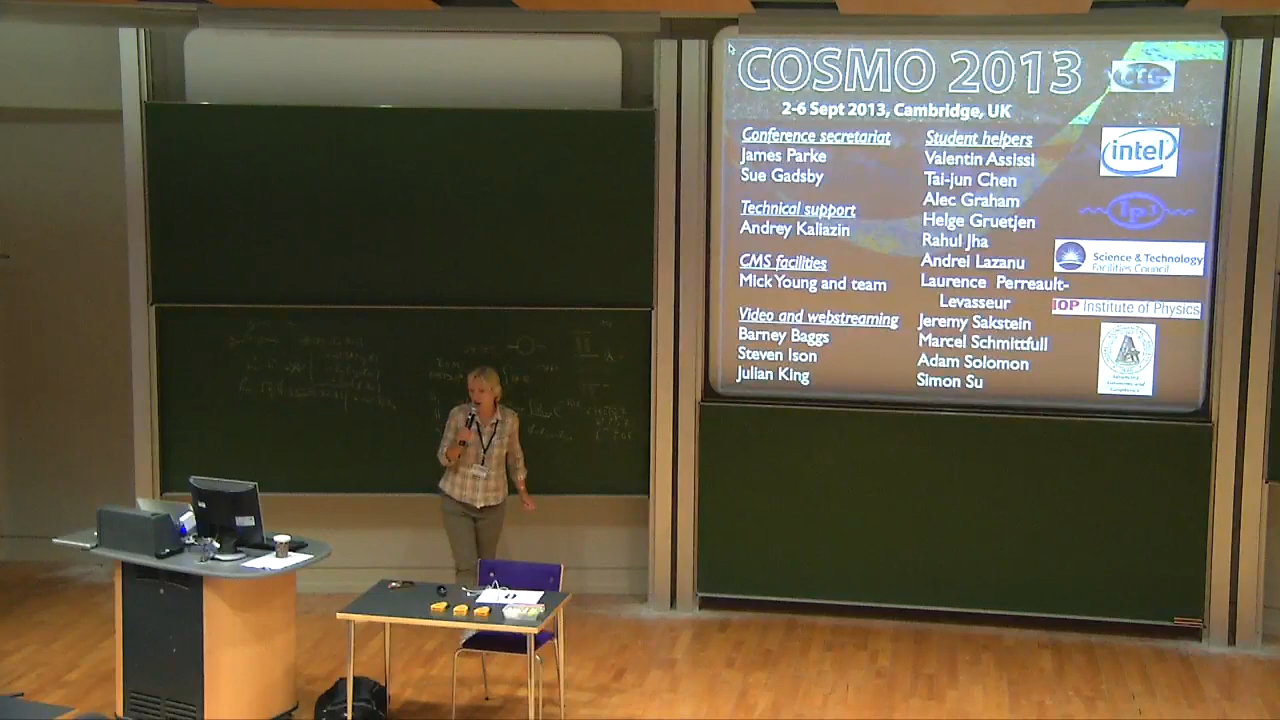 COSMO 2013
2-6 Sept 2013, Cambridge, UK
Conference secretariat
James Parke
Sue Gadsby
Technical support
Andrey Kaliazin
CMS facilities
Mick Young and team
Video and webstreaming
Barney Baggs
Steven Ison
Julian King
Student helpers
Valentin Assissi
Tai-jun Chen
Alec Graham
Helge Gruetjen
Rahul Jha
Andrei Lazanu
Laurence Perreault-
Levasseur
Jeremy Sakstein
Marcel Schmittfull
Adam Solomon
Simon Su
ctc
intel
Science & Technology
Facilities Council
IOP Institute of Physics